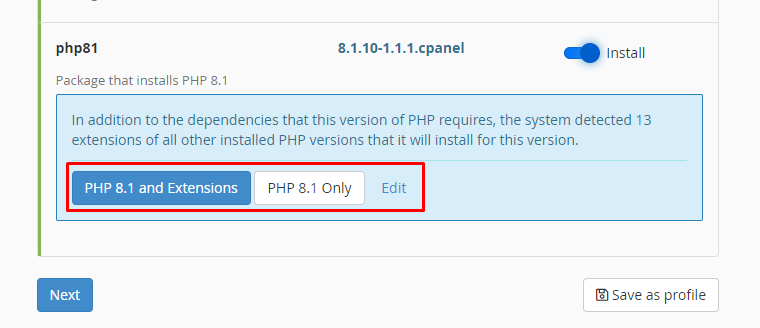 php81 8.1.10-1.1.1.cpanel Install
Package that installs PHP 8.1
In addition to the dependencies that this version of PHP requires, the system detected 13
extensions of all other installed PHP versions that it will install for this version.
PHP 8.1 and Extensions PHP 8.1 Only Edit
Next Save as profile